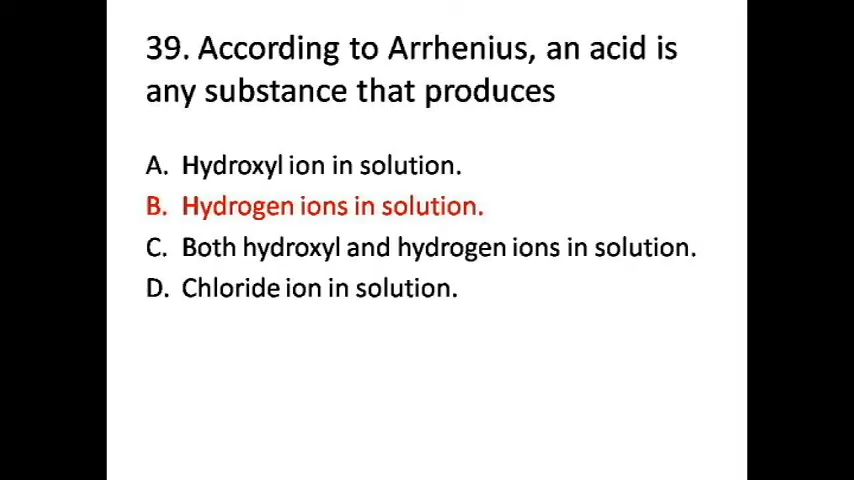 39. According to Arrhenius, an acid is
any substance that produces
A. Hydroxyl ion in solution.
B. Hydrogen ions in solution.
C. Both hydroxyl and hydrogen ions in solution.
D. Chloride ion in solution.